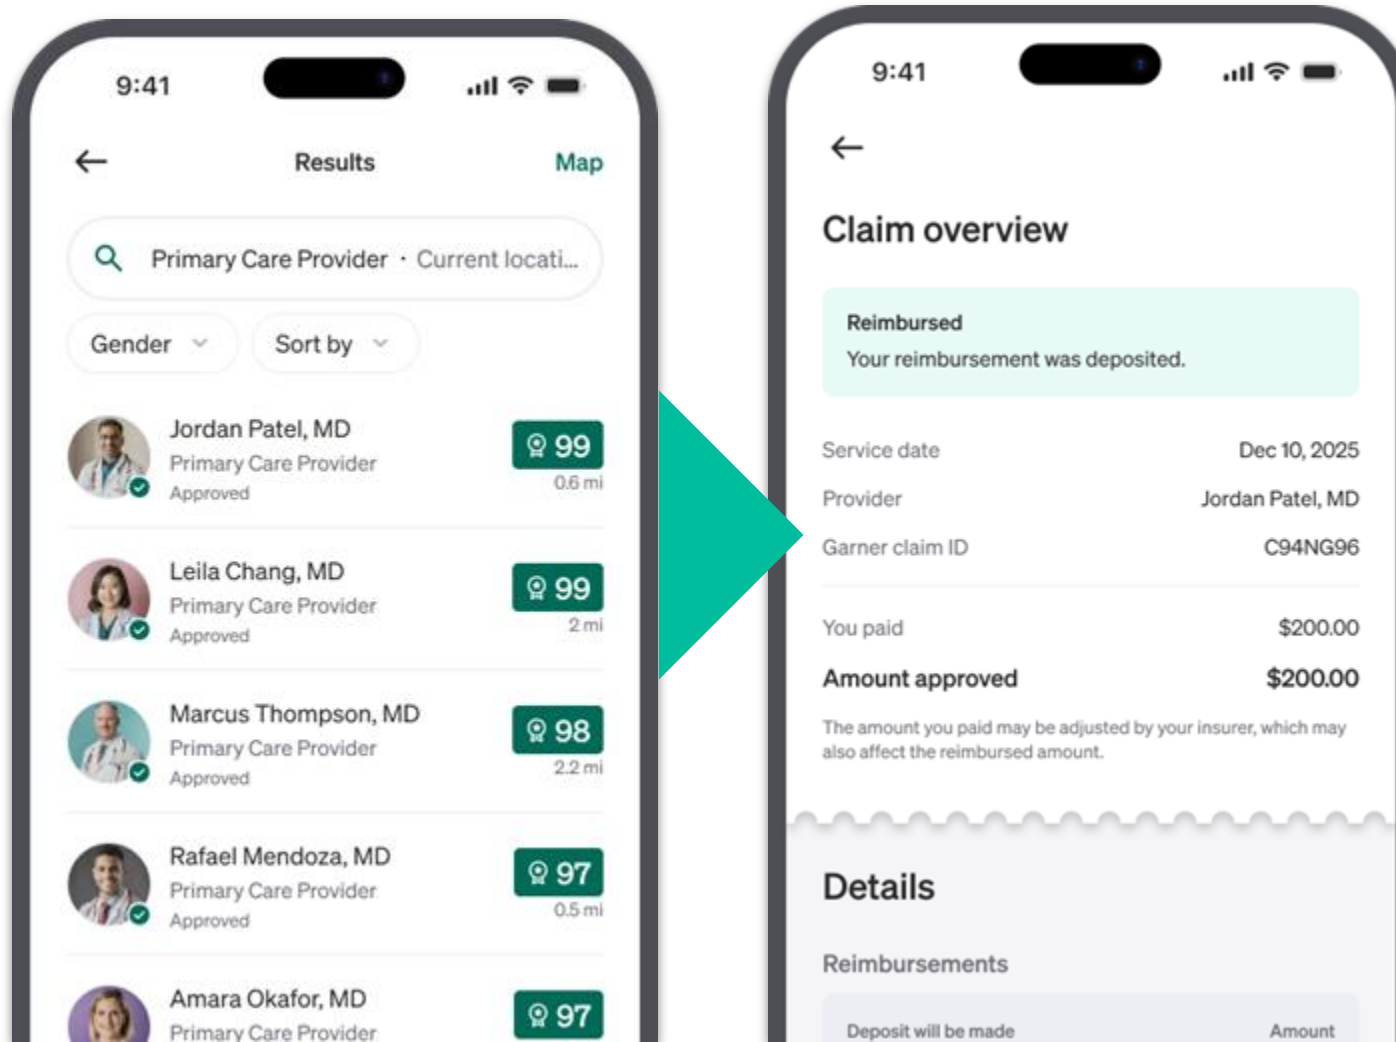 9:41
Results
Map
Primary Care Provider · Current locati...
Gender
Sort by
Jordan Patel, MD
Primary Care Provider
Approved
99
0.6 mi
Leila Chang, MD
Primary Care Provider
Approved
99
2 mi
Marcus Thompson, MD
Primary Care Provider
Approved
98
2.2 mi
Rafael Mendoza, MD
Primary Care Provider
Approved
97
0.5 mi
Amara Okafor, MD
Primary Care Provider
97
9:41
Claim overview
Reimbursed
Your reimbursement was deposited.
Service date Dec 10, 2025
Provider Jordan Patel, MD
Garner claim ID C94NG96
You paid $200.00
Amount approved $200.00
The amount you paid may be adjusted by your insurer, which may
also affect the reimbursed amount.
Details
Reimbursements
Deposit will be made Amount